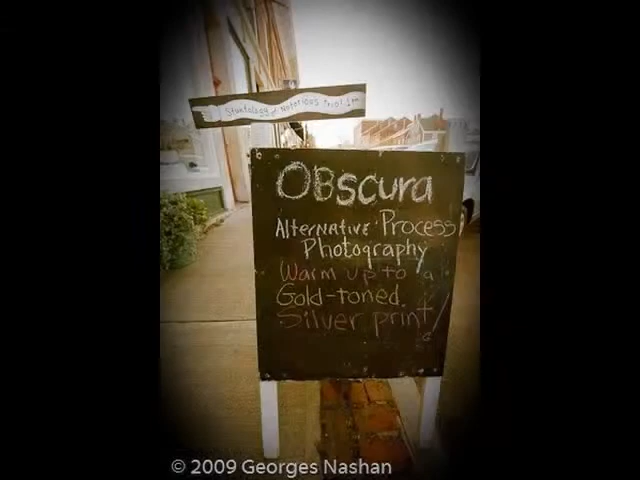 Obscura
Alternative Process
Photography
Warm up to a
Gold-toned
Silver print!
© 2009 Georges Nashan